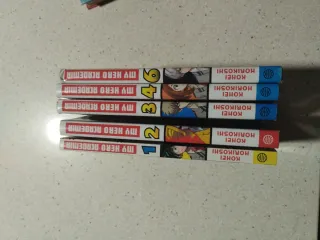 MY HERO ACADEMIA 6 KOHEI HORIKOSHI
MY HERO ACADEMIA 4 KOHEI HORIKOSHI
MY HERO ACADEMIA 3 KOHEI HORIKOSHI
MY HERO ACADEMIA 2 KOHEI HORIKOSHI
MY HERO ACADEMIA 1 KOHEI HORIKOSHI